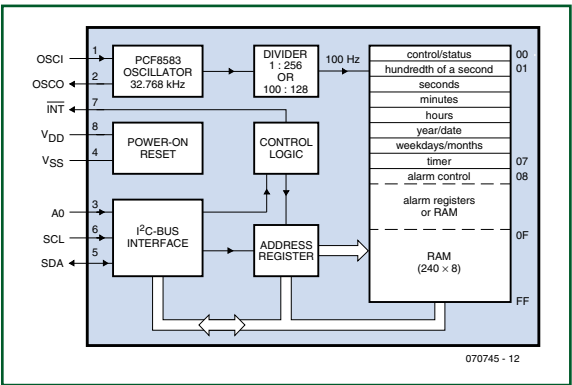 OSCI
1
OSCO
2
INT
7
VDD
8
VSS
4
A0
3
SCL
6
SDA
5
PCF8583
OSCILLATOR
32.768 kHz
DIVIDER
1 : 256
OR
100 : 128
100 Hz
POWER-ON
RESET
CONTROL
LOGIC
I²C-BUS
INTERFACE
ADDRESS
REGISTER
control/status
00
hundredth of a second
01
seconds
minutes
hours
year/date
weekdays/months
timer
07
alarm control
08
alarm registers
or RAM
0F
RAM
(240 × 8)
FF
070745 - 12